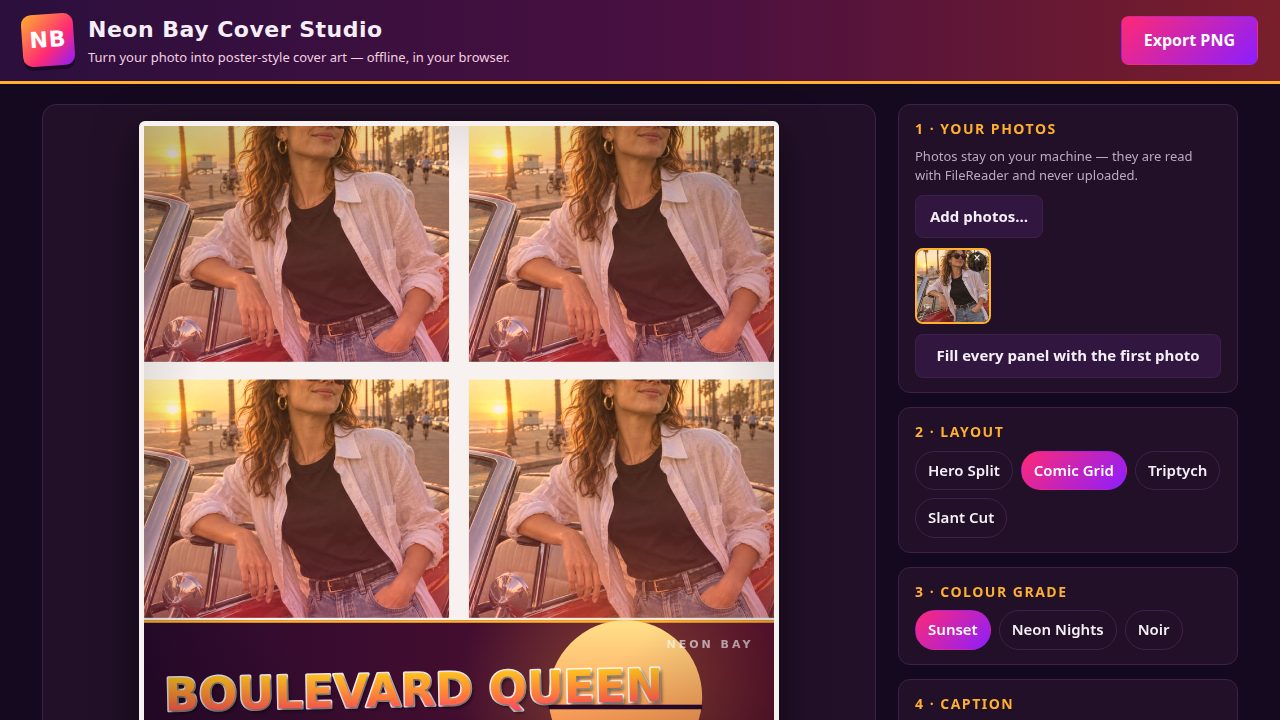 NB
Neon Bay Cover Studio
Turn your photo into poster-style cover art — offline, in your browser.
Export PNG
NEON BAY
BOULEVARD QUEEN
1 · YOUR PHOTOS
Photos stay on your machine — they are read
with FileReader and never uploaded.
Add photos...
×
Fill every panel with the first photo
2 · LAYOUT
Hero Split
Comic Grid
Triptych
Slant Cut
3 · COLOUR GRADE
Sunset
Neon Nights
Noir
4 · CAPTION